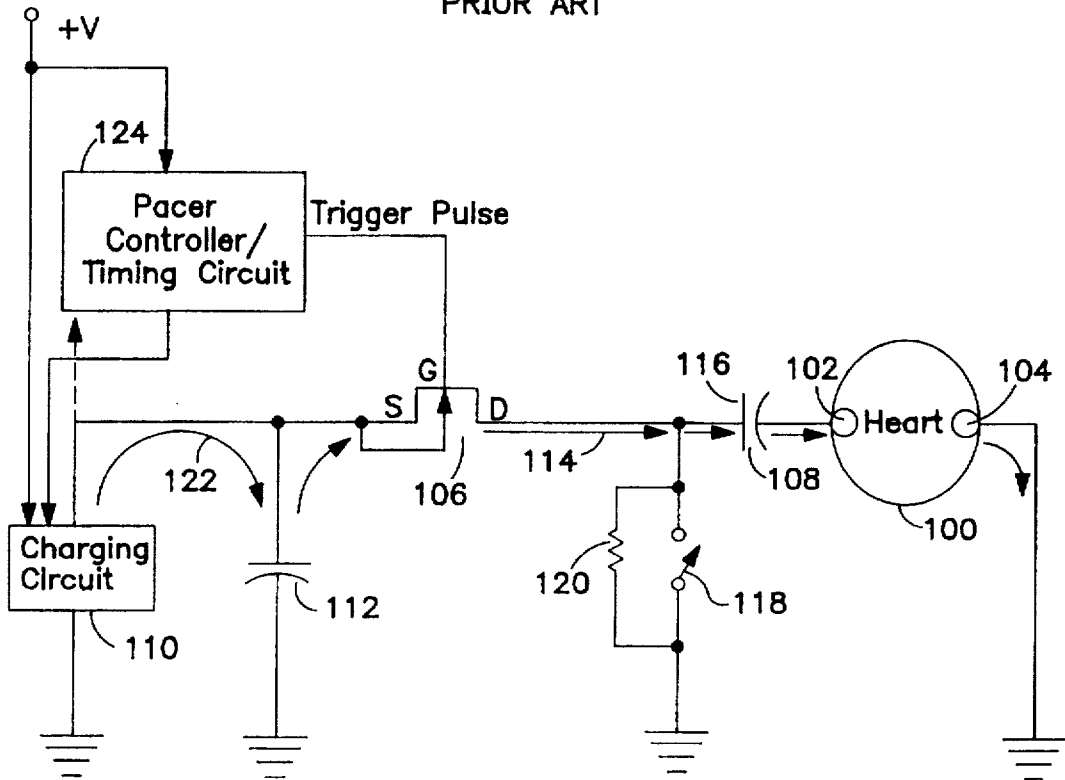 PRIOR ART
+V
124
Pacer
Controller/
Timing Circuit
Trigger Pulse
G
S
D
116
102
Heart
104
122
106
114
108
100
Charging
Circuit
112
120
118
110